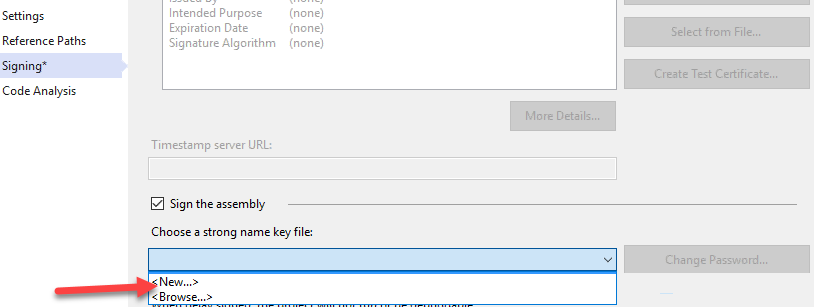 Settings
Reference Paths
Signing*
Code Analysis
Issued By (none)
Intended Purpose (none)
Expiration Date (none)
Signature Algorithm (none)
Select from File...
Create Test Certificate...
More Details...
Timestamp server URL:
Sign the assembly
Choose a strong name key file:
Change Password...
<New...>
<Browse...>